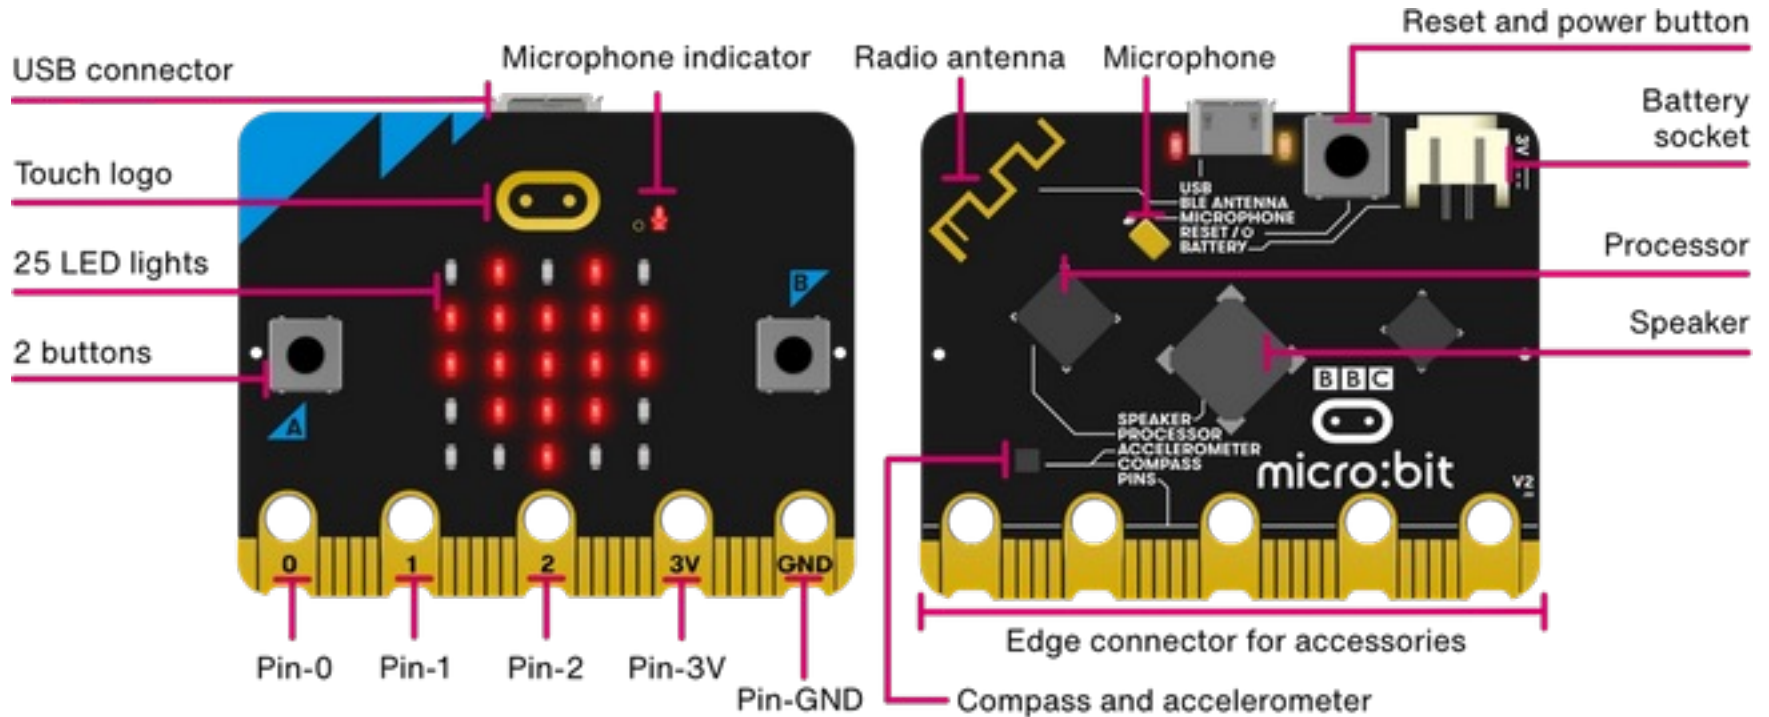 Reset and power button
Microphone indicator
Radio antenna
Microphone
USB connector
Battery
socket
3V
Touch logo
USB
BLE ANTENNA
MICROPHONE
RESET / O
BATTERY
Processor
25 LED lights
B
Speaker
2 buttons
BBC
A
SPEAKER
PROCESSOR
ACCELEROMETER
COMPASS
PINS
micro:bit
V2
0
1
2
3V
GND
Edge connector for accessories
Pin-0
Pin-1
Pin-2
Pin-3V
Pin-GND
Compass and accelerometer